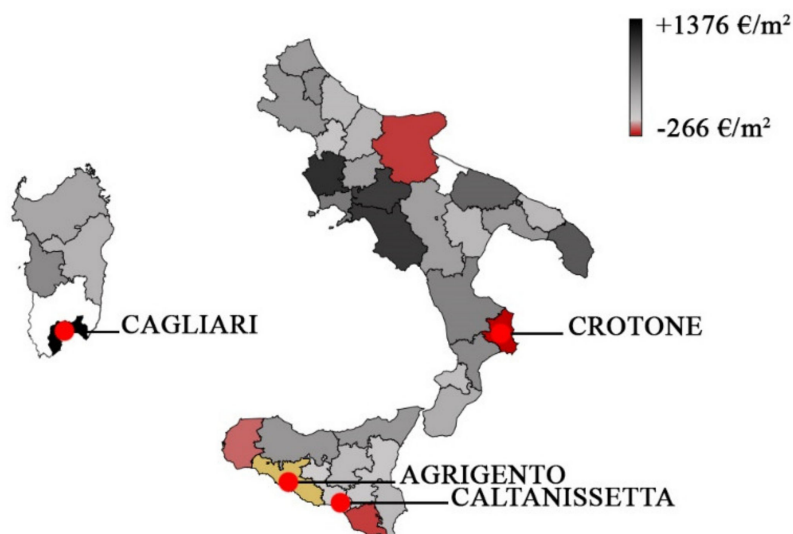 +1376 €/m²
-266 €/m²
CAGLIARI
CROTONE
AGRIGENTO
CALTANISSETTA